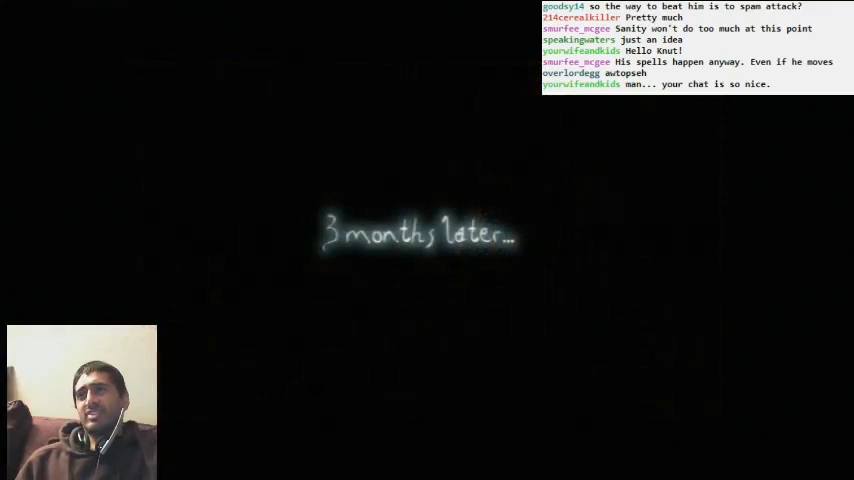 goodsy14 so the way to beat him is to spam attack?
214cerealkiller Pretty much
smurfee_mcgee Sanity won't do too much at this point
speakingwaters just an idea
yourwifeandkids Hello Knut!
smurfee_mcgee His spells happen anyway. Even if he moves
overlordegg awtopseh
yourwifeandkids man... your chat is so nice.
3 months later...